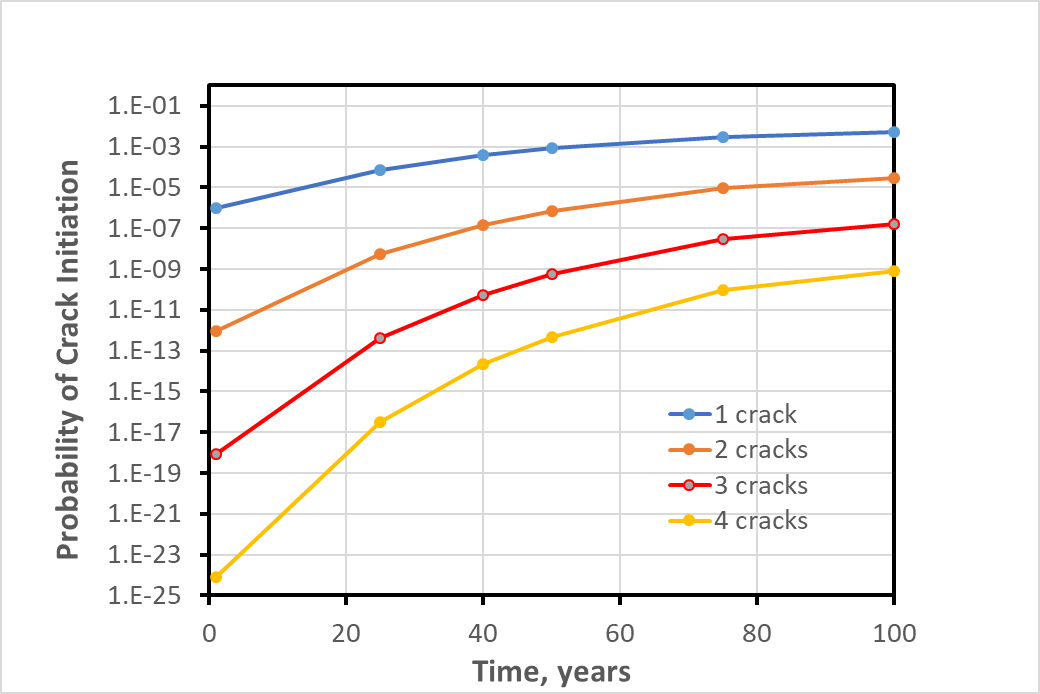 Probability of Crack Initiation
1.E-01
1.E-03
1.E-05
1.E-07
1.E-09
1.E-11
1.E-13
1.E-15
1.E-17
1.E-19
1.E-21
1.E-23
1.E-25
1 crack
2 cracks
3 cracks
4 cracks
0 20 40 60 80 100
Time, years